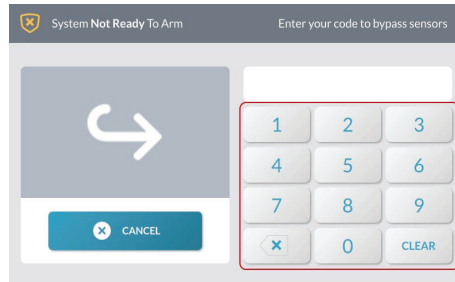 System Not Ready To Arm
Enter your code to bypass sensors
1 2 3
4 5 6
7 8 9
CANCEL
0 CLEAR